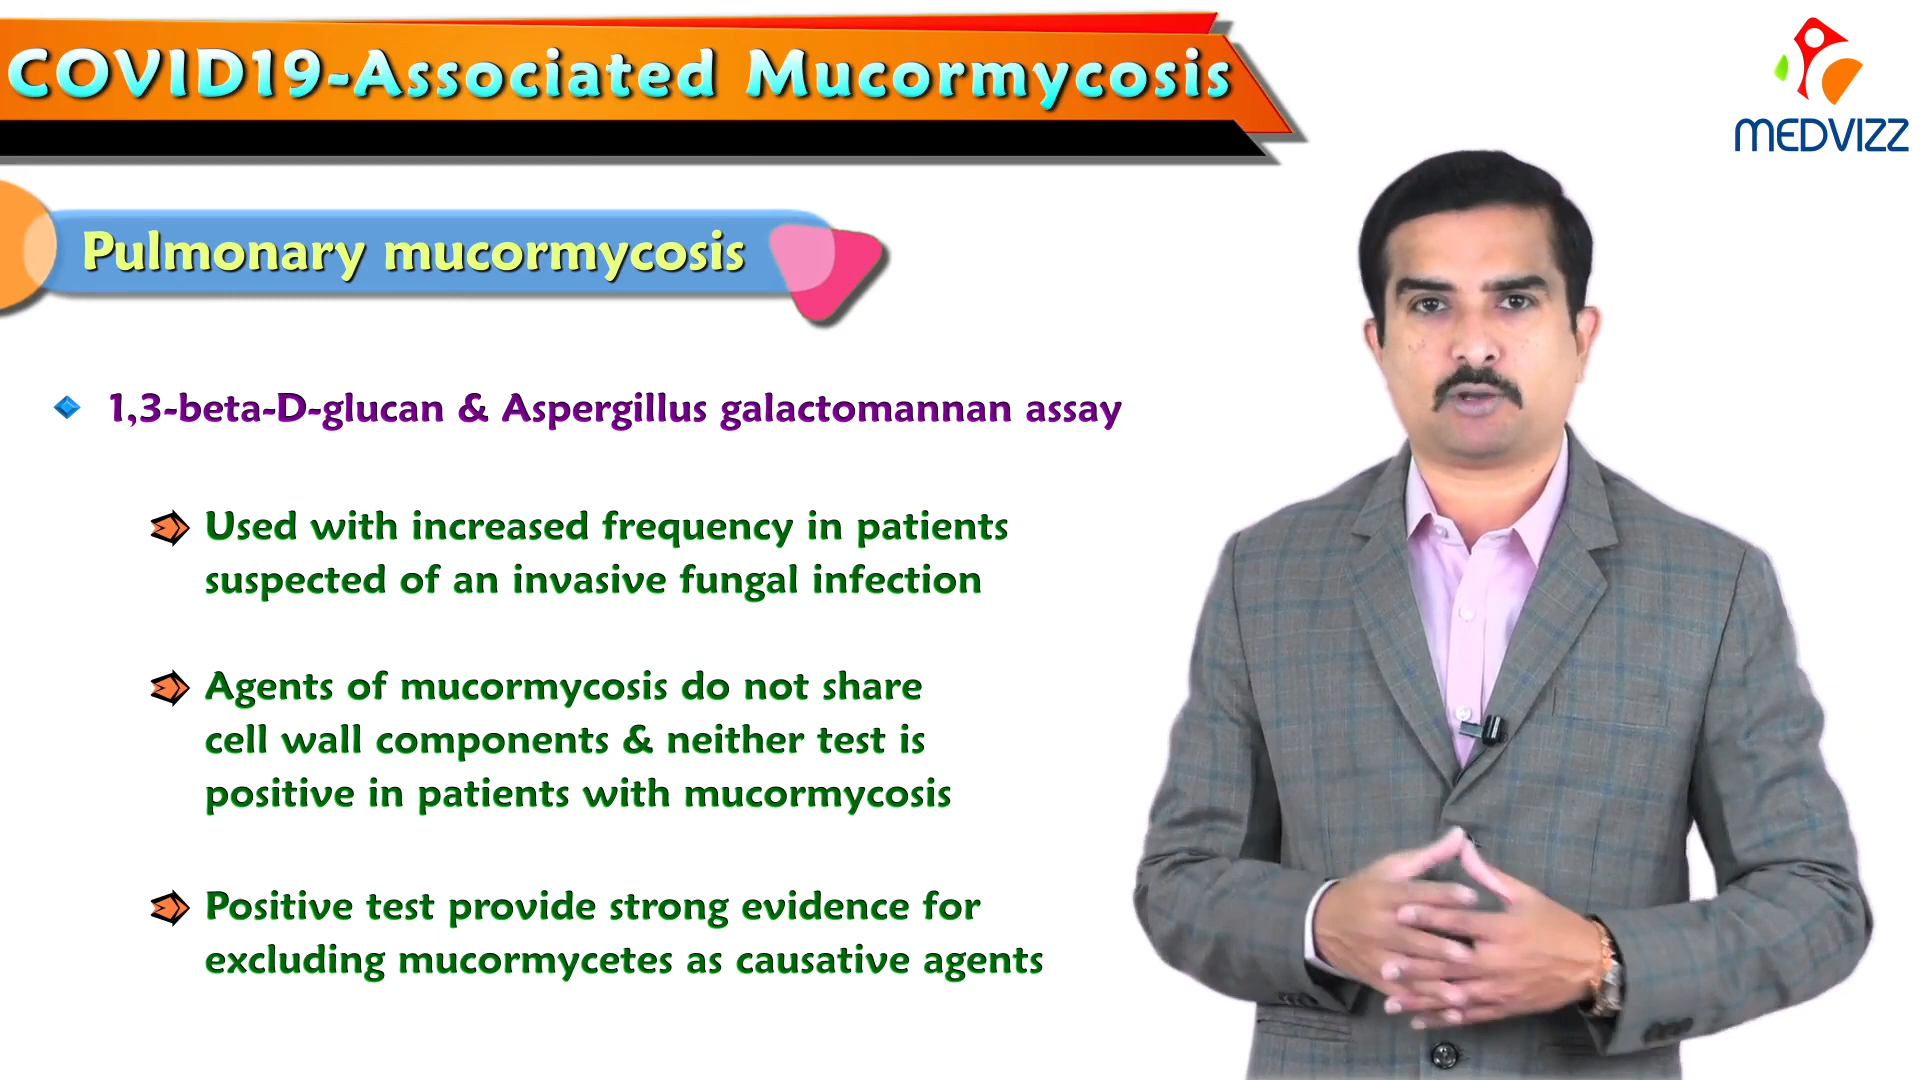 COVID19-Associated Mucormycosis
MEDVIZZ
Pulmonary mucormycosis
1,3-beta-D-glucan & Aspergillus galactomannan assay
Used with increased frequency in patients
suspected of an invasive fungal infection
Agents of mucormycosis do not share
cell wall components & neither test is
positive in patients with mucormycosis
Positive test provide strong evidence for
excluding mucormycetes as causative agents